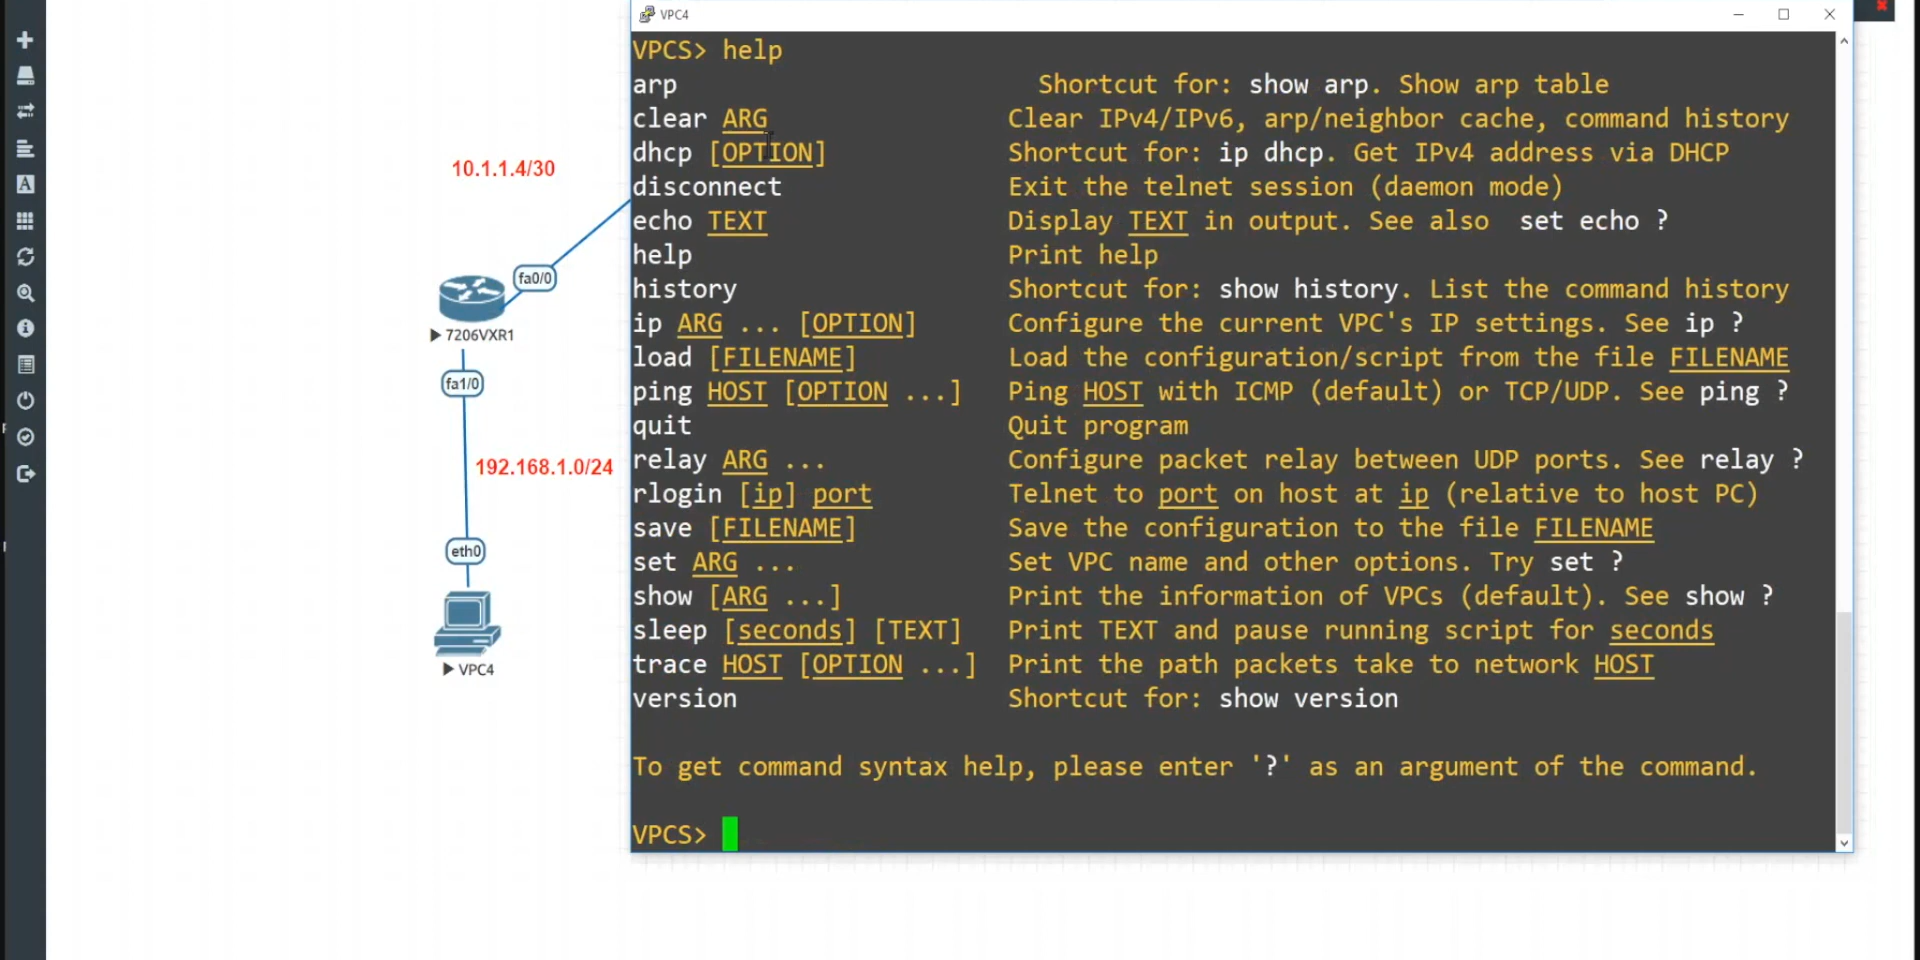 VPC4
VPCS> help
arp Shortcut for: show arp. Show arp table
clear ARG Clear IPv4/IPv6, arp/neighbor cache, command history
dhcp [OPTION] Shortcut for: ip dhcp. Get IPv4 address via DHCP
disconnect Exit the telnet session (daemon mode)
echo TEXT Display TEXT in output. See also  set echo ?
help Print help
history Shortcut for: show history. List the command history
ip ARG ... [OPTION] Configure the current VPC's IP settings. See ip ?
load [FILENAME] Load the configuration/script from the file FILENAME
ping HOST [OPTION ...] Ping HOST with ICMP (default) or TCP/UDP. See ping ?
quit Quit program
relay ARG ... Configure packet relay between UDP ports. See relay ?
rlogin [ip] port Telnet to port on host at ip (relative to host PC)
save [FILENAME] Save the configuration to the file FILENAME
set ARG ... Set VPC name and other options. Try set ?
show [ARG ...] Print the information of VPCs (default). See show ?
sleep [seconds] [TEXT] Print TEXT and pause running script for seconds
trace HOST [OPTION ...] Print the path packets take to network HOST
version Shortcut for: show version
To get command syntax help, please enter '?' as an argument of the command.
VPCS>
10.1.1.4/30
fa0/0
7206VXR1
fa1/0
192.168.1.0/24
eth0
VPC4